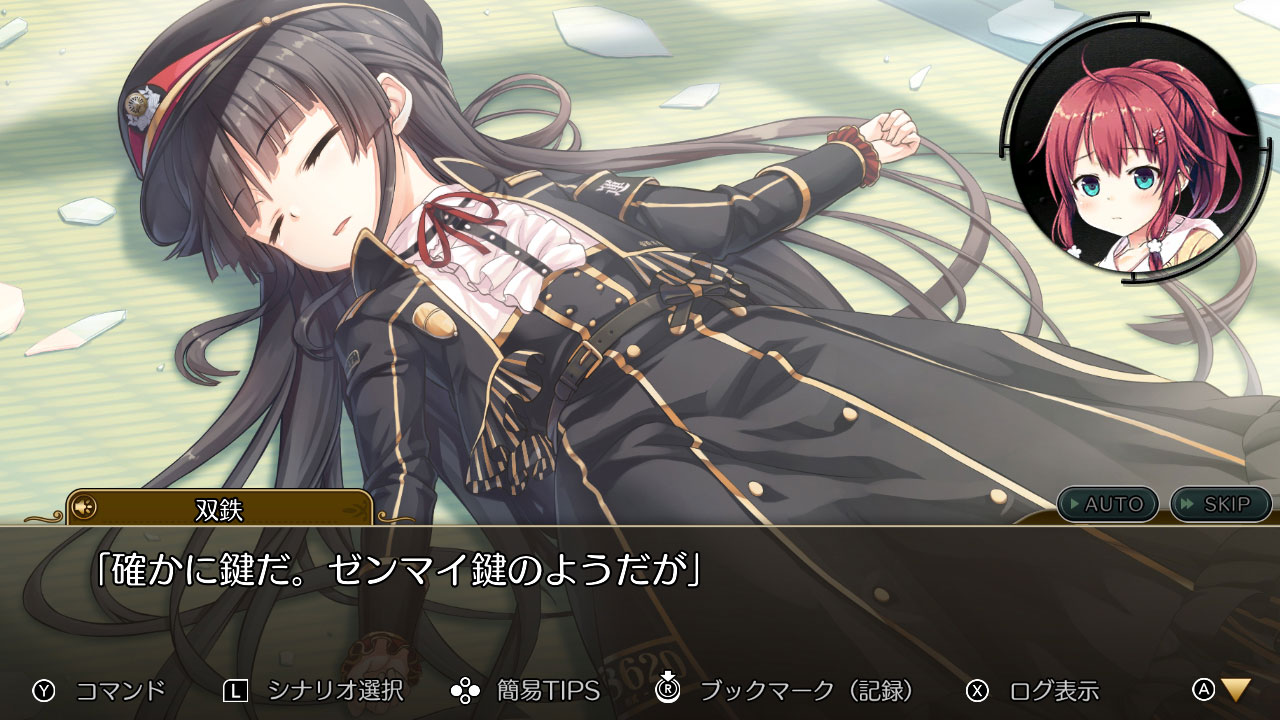 双鉄
AUTO
SKIP
「確かに鍵だ。ゼンマイ鍵のようだが」
3620
Y コマンド
L シナリオ選択
簡易TIPS
R ブックマーク（記録）
X ログ表示
A